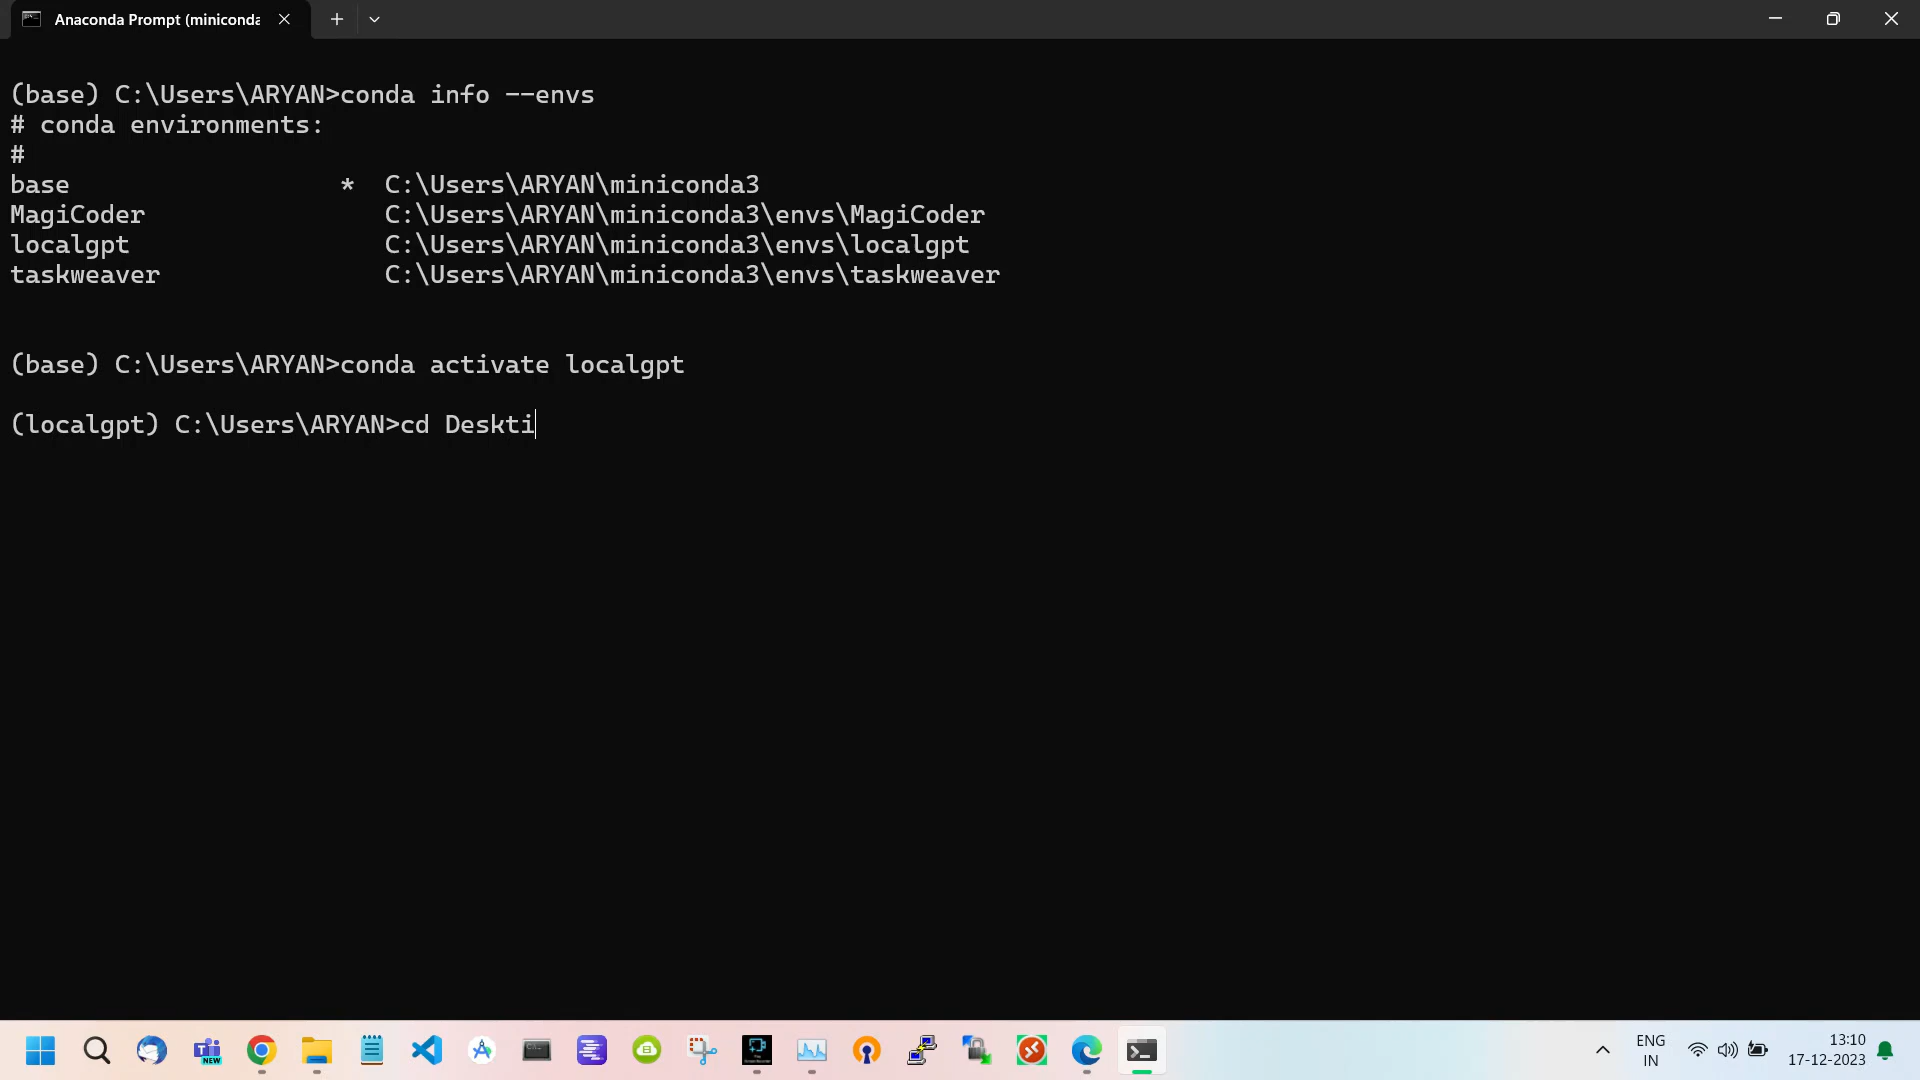 Anaconda Prompt (miniconda
(base) C:\Users\ARYAN>conda info --envs
# conda environments:
#
base                  *  C:\Users\ARYAN\miniconda3
MagiCoder                C:\Users\ARYAN\miniconda3\envs\MagiCoder
localgpt                 C:\Users\ARYAN\miniconda3\envs\localgpt
taskweaver               C:\Users\ARYAN\miniconda3\envs\taskweaver
(base) C:\Users\ARYAN>conda activate localgpt
(localgpt) C:\Users\ARYAN>cd Deskti
NEW
ENG
IN
13:10
17-12-2023